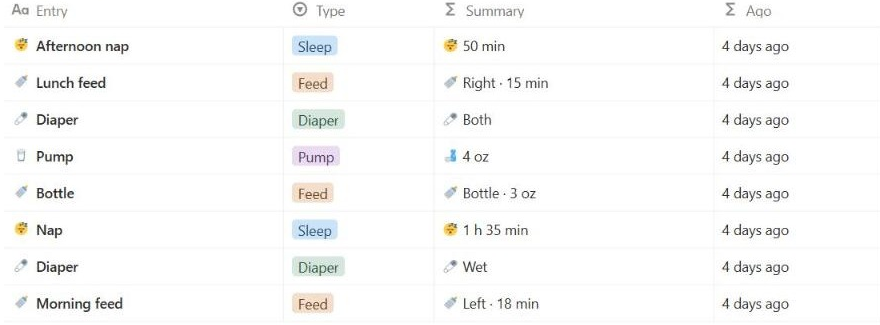 Aa Entry Type Σ Summary Σ Ago
Afternoon nap Sleep 50 min 4 days ago
Lunch feed Feed Right · 15 min 4 days ago
Diaper Diaper Both 4 days ago
Pump Pump 4 oz 4 days ago
Bottle Feed Bottle · 3 oz 4 days ago
Nap Sleep 1 h 35 min 4 days ago
Diaper Diaper Wet 4 days ago
Morning feed Feed Left · 18 min 4 days ago